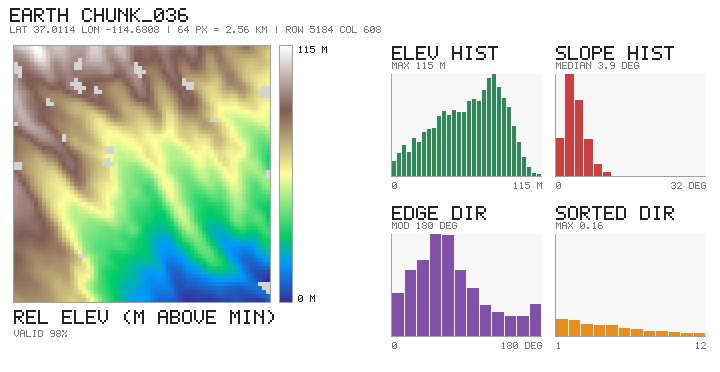 EARTH CHUNK_036
LAT 37.0114 LON -114.6808 | 64 PX = 2.56 KM | ROW 5184 COL 608
115 M
0 M
REL ELEV (M ABOVE MIN)
VALID 98%
ELEV HIST
MAX 115 M
0 115 M
SLOPE HIST
MEDIAN 3.9 DEG
0 32 DEG
EDGE DIR
MOD 180 DEG
0 180 DEG
SORTED DIR
MAX 0.16
1 12